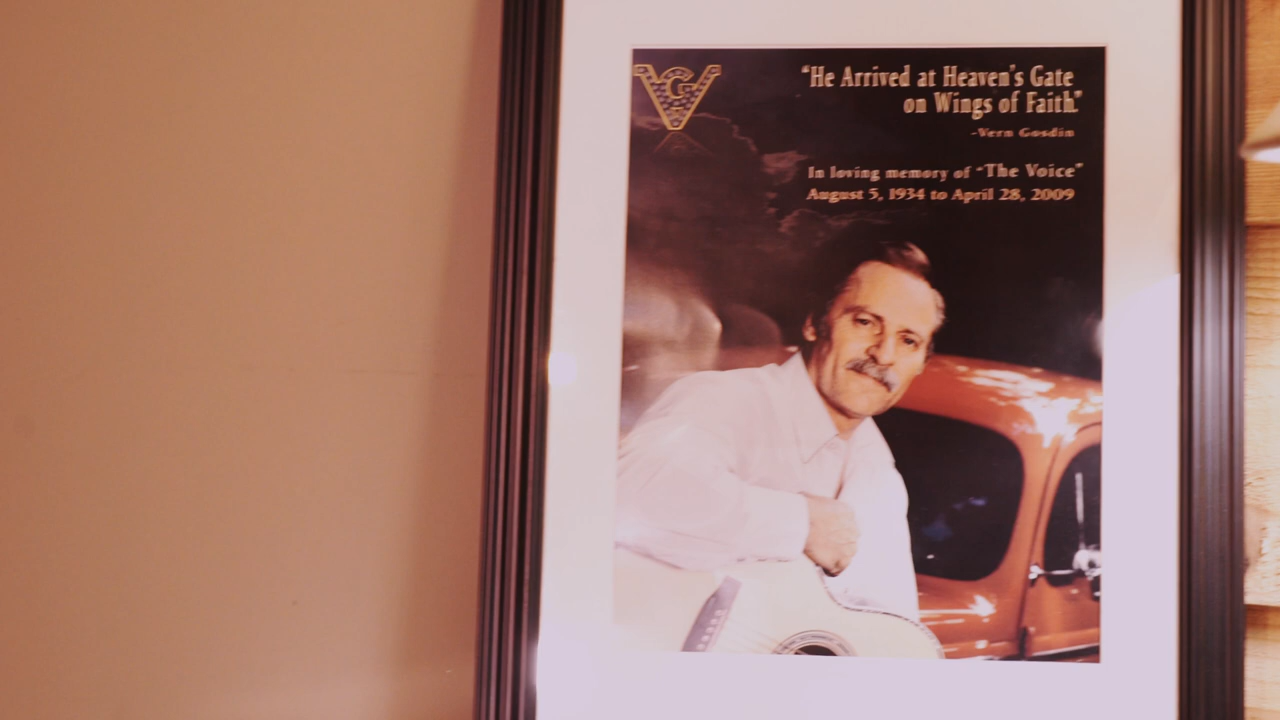 VG
"He Arrived at Heaven's Gate
on Wings of Faith."
-Vern Gosdin
In loving memory of "The Voice"
August 5, 1934 to April 28, 2009